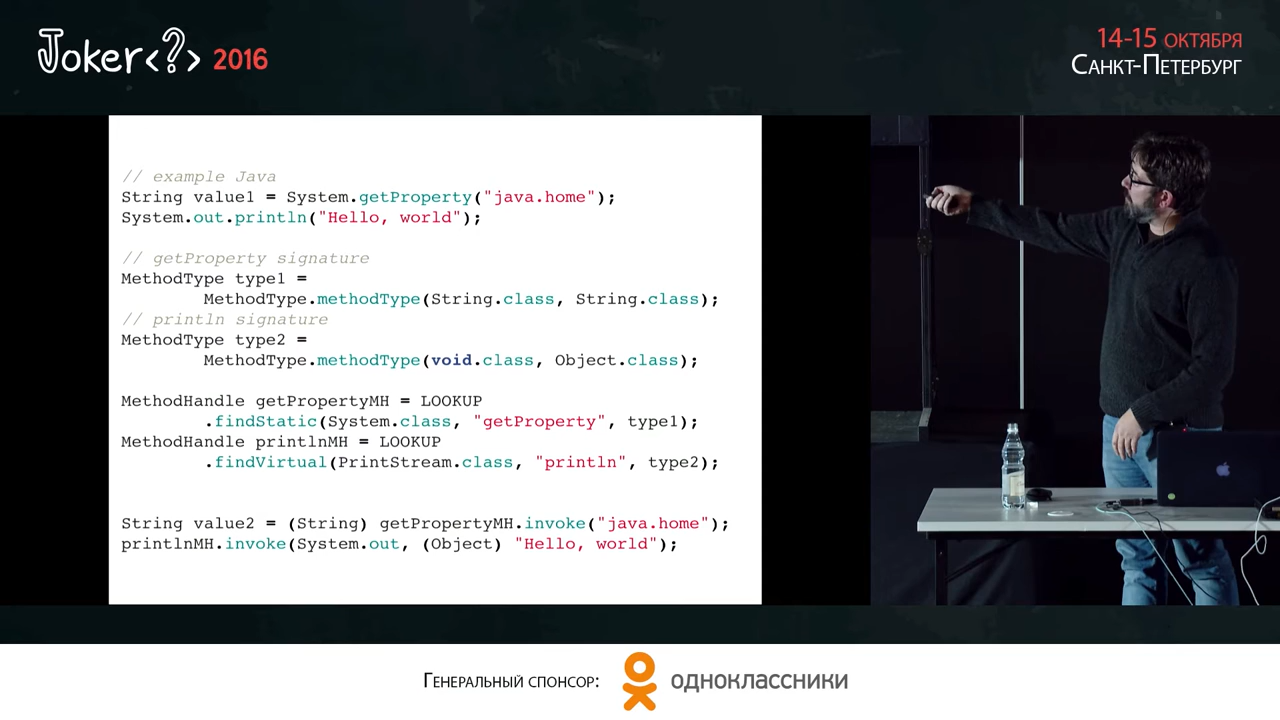 Joker<?> 2016
14-15 октября
Санкт-Петербург
// example Java
String value1 = System.getProperty("java.home");
System.out.println("Hello, world");
// getProperty signature
MethodType type1 =
MethodType.methodType(String.class, String.class);
// println signature
MethodType type2 =
MethodType.methodType(void.class, Object.class);
MethodHandle getPropertyMH = LOOKUP
.findStatic(System.class, "getProperty", type1);
MethodHandle printlnMH = LOOKUP
.findVirtual(PrintStream.class, "println", type2);
String value2 = (String) getPropertyMH.invoke("java.home");
printlnMH.invoke(System.out, (Object) "Hello, world");
Генеральный спонсор:
одноклассники